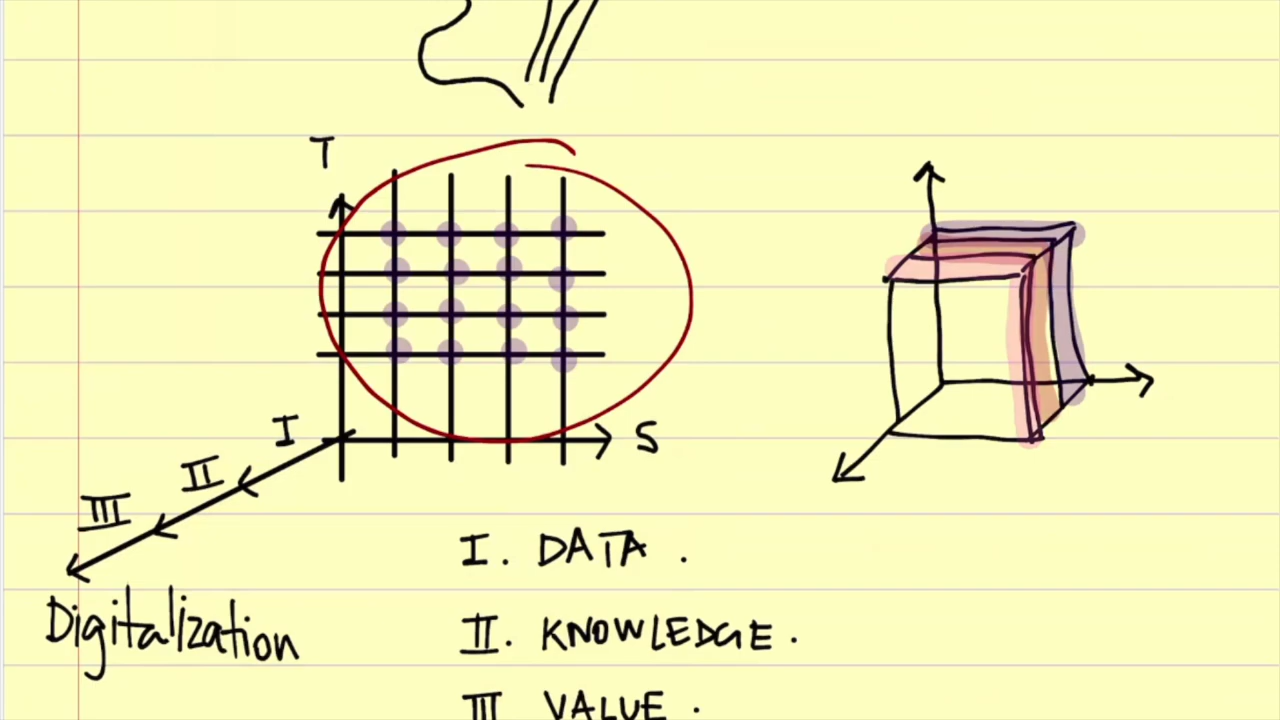 T
S
I
II
III
Digitalization
I. DATA .
II. KNOWLEDGE.
III VALUE .